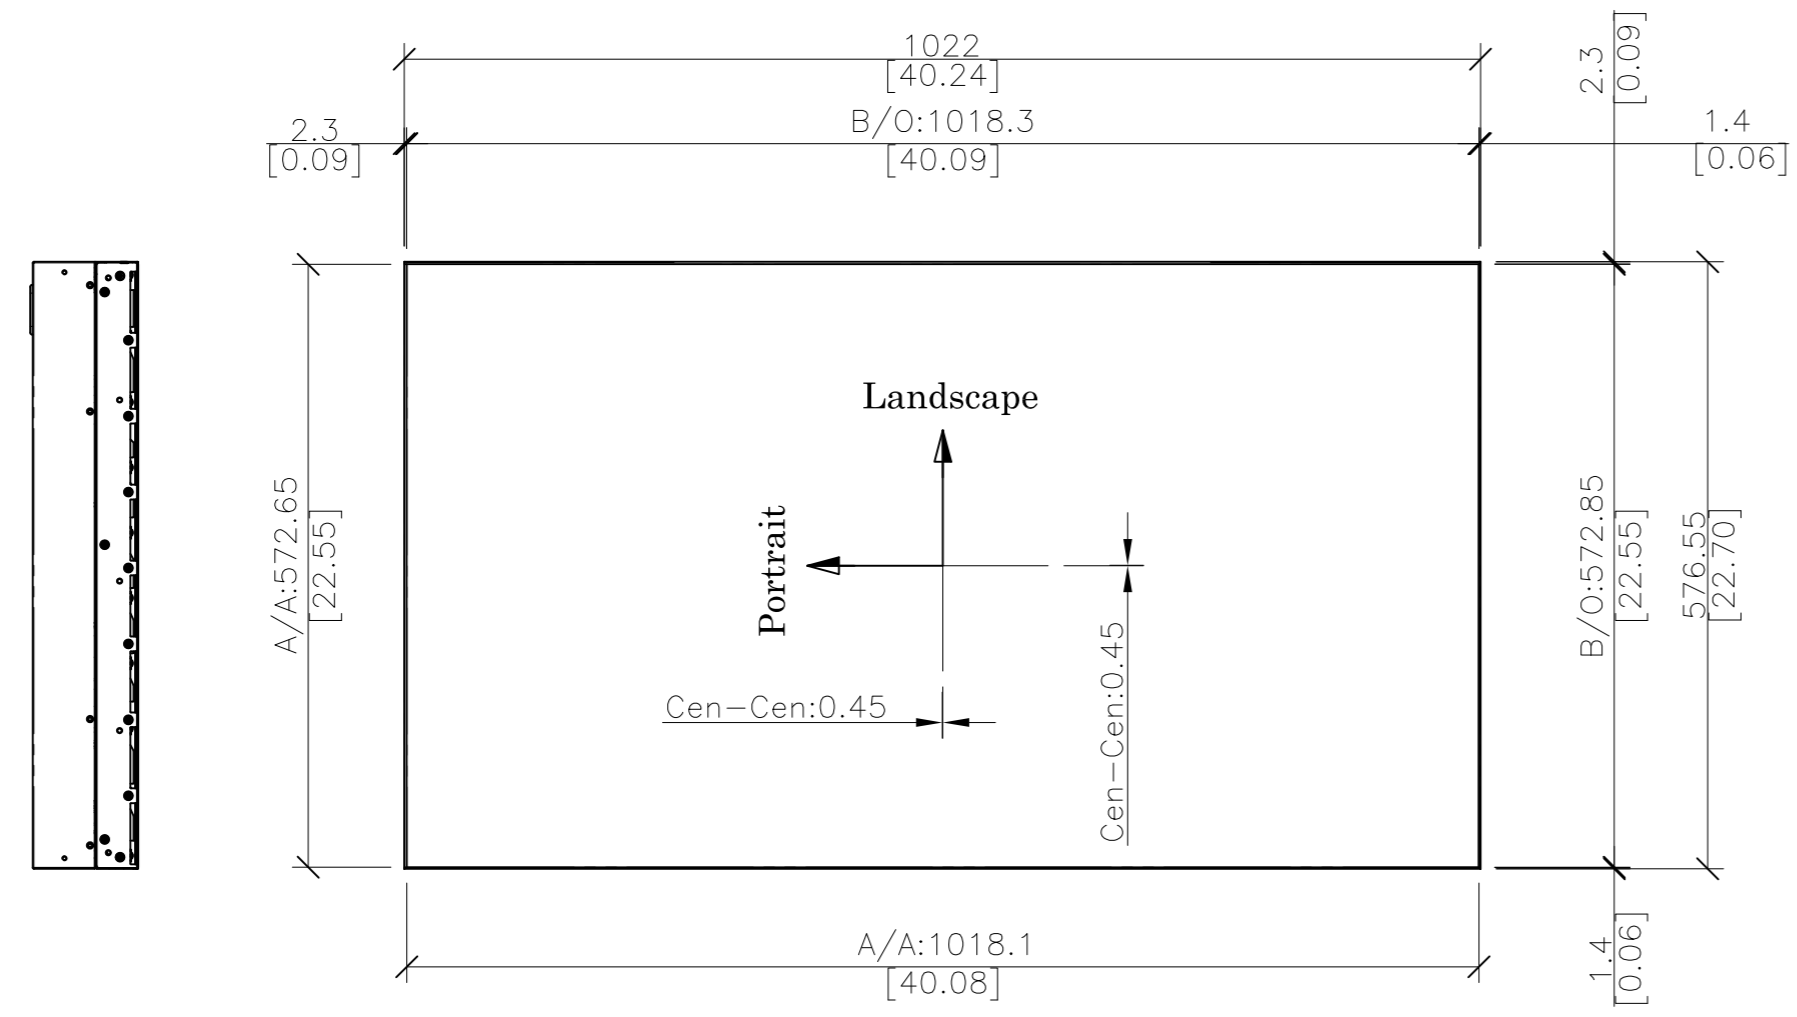 1022
[40.24]
B/O:1018.3
[40.09]
2.3
[0.09]
1.4
[0.06]
2.3
[0.09]
Landscape
Portrait
A/A:572.65
[22.55]
Cen-Cen:0.45
Cen-Cen:0.45
B/O:572.85
[22.55]
576.55
[22.70]
A/A:1018.1
[40.08]
1.4
[0.06]